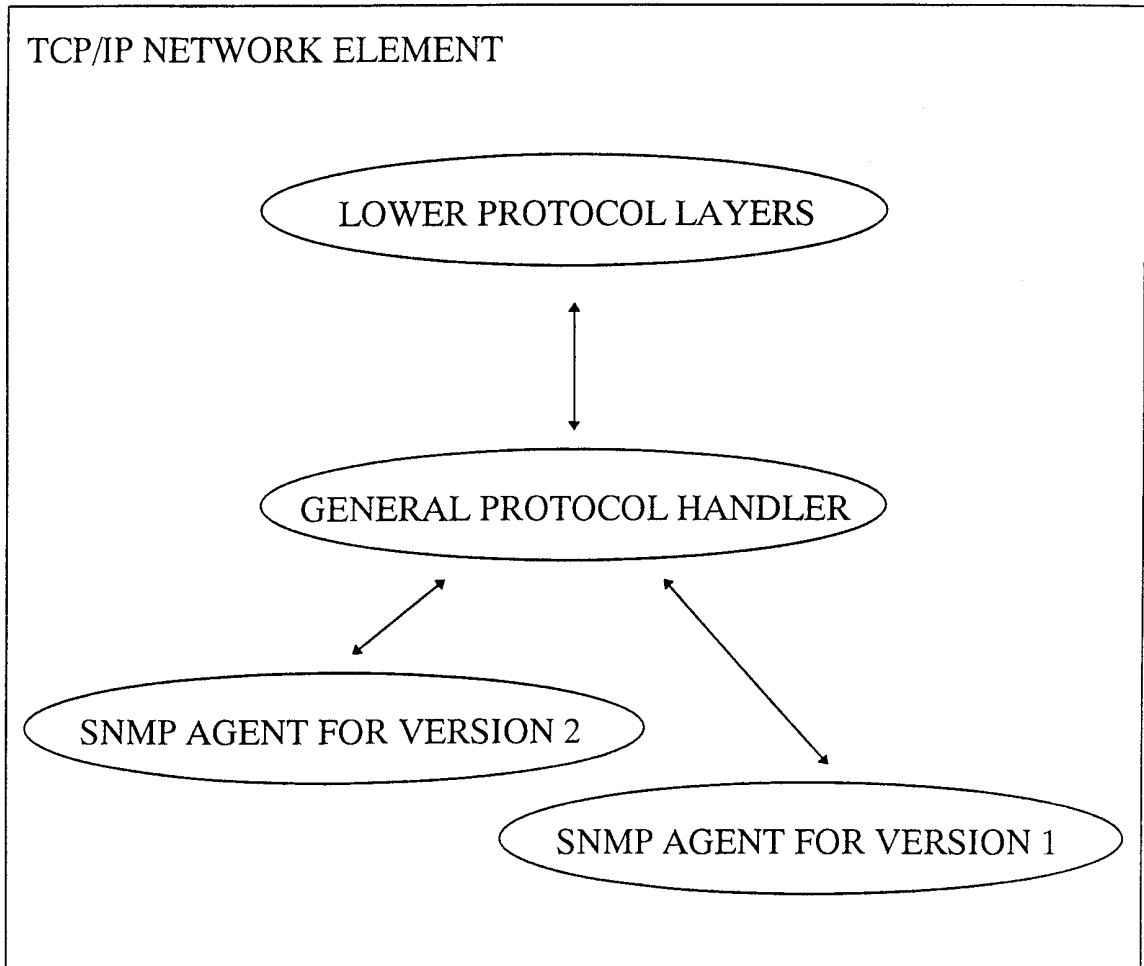 TCP/IP NETWORK ELEMENT
LOWER PROTOCOL LAYERS
GENERAL PROTOCOL HANDLER
SNMP AGENT FOR VERSION 2
SNMP AGENT FOR VERSION 1